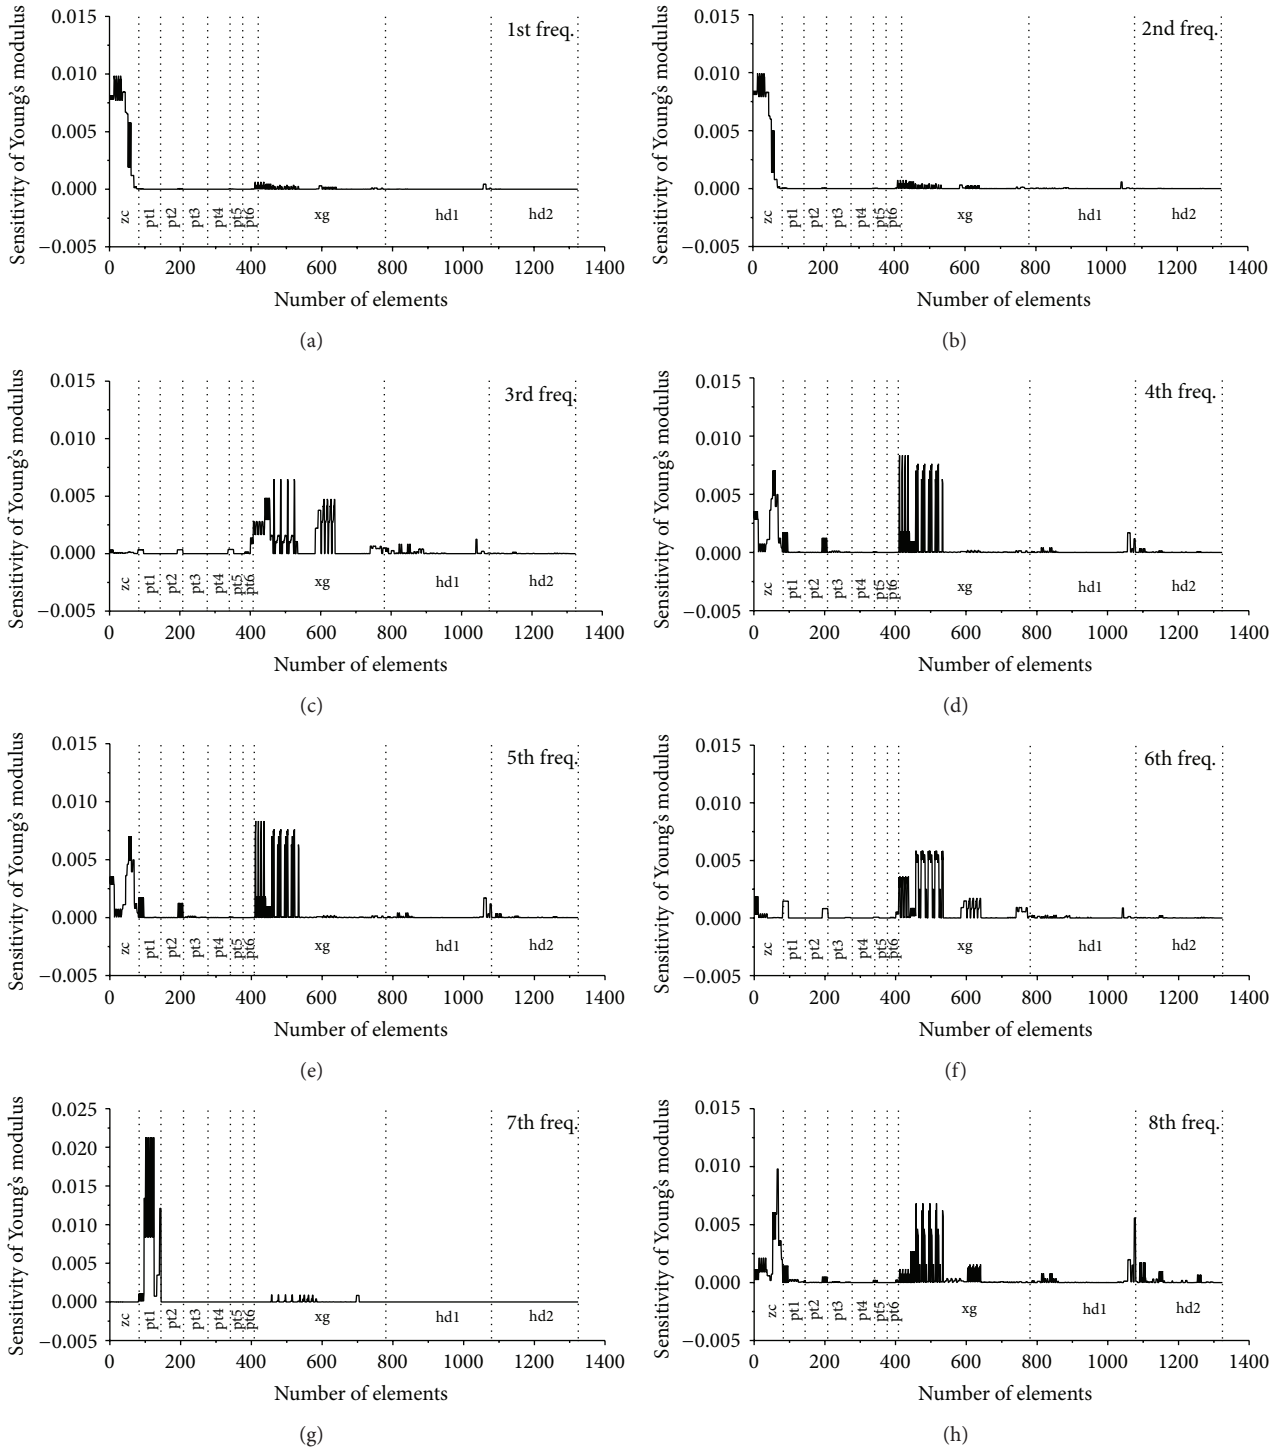 Sensitivity of Young's modulus
0.015
0.010
0.005
0.000
−0.005
1st freq.
zc pt1 pt2 pt3 pt4 pt5 pt6 xg hd1 hd2
0 200 400 600 800 1000 1200 1400
Number of elements
(a)
Sensitivity of Young's modulus
0.015
0.010
0.005
0.000
−0.005
2nd freq.
zc pt1 pt2 pt3 pt4 pt5 pt6 xg hd1 hd2
0 200 400 600 800 1000 1200 1400
Number of elements
(b)
Sensitivity of Young's modulus
0.015
0.010
0.005
0.000
−0.005
3rd freq.
zc pt1 pt2 pt3 pt4 pt5 pt6 xg hd1 hd2
0 200 400 600 800 1000 1200 1400
Number of elements
(c)
Sensitivity of Young's modulus
0.015
0.010
0.005
0.000
−0.005
4th freq.
zc pt1 pt2 pt3 pt4 pt5 pt6 xg hd1 hd2
0 200 400 600 800 1000 1200 1400
Number of elements
(d)
Sensitivity of Young's modulus
0.015
0.010
0.005
0.000
−0.005
5th freq.
zc pt1 pt2 pt3 pt4 pt5 pt6 xg hd1 hd2
0 200 400 600 800 1000 1200 1400
Number of elements
(e)
Sensitivity of Young's modulus
0.015
0.010
0.005
0.000
−0.005
6th freq.
zc pt1 pt2 pt3 pt4 pt5 pt6 xg hd1 hd2
0 200 400 600 800 1000 1200 1400
Number of elements
(f)
Sensitivity of Young's modulus
0.025
0.020
0.015
0.010
0.005
0.000
−0.005
7th freq.
zc pt1 pt2 pt3 pt4 pt5 pt6 xg hd1 hd2
0 200 400 600 800 1000 1200 1400
Number of elements
(g)
Sensitivity of Young's modulus
0.015
0.010
0.005
0.000
−0.005
8th freq.
zc pt1 pt2 pt3 pt4 pt5 pt6 xg hd1 hd2
0 200 400 600 800 1000 1200 1400
Number of elements
(h)